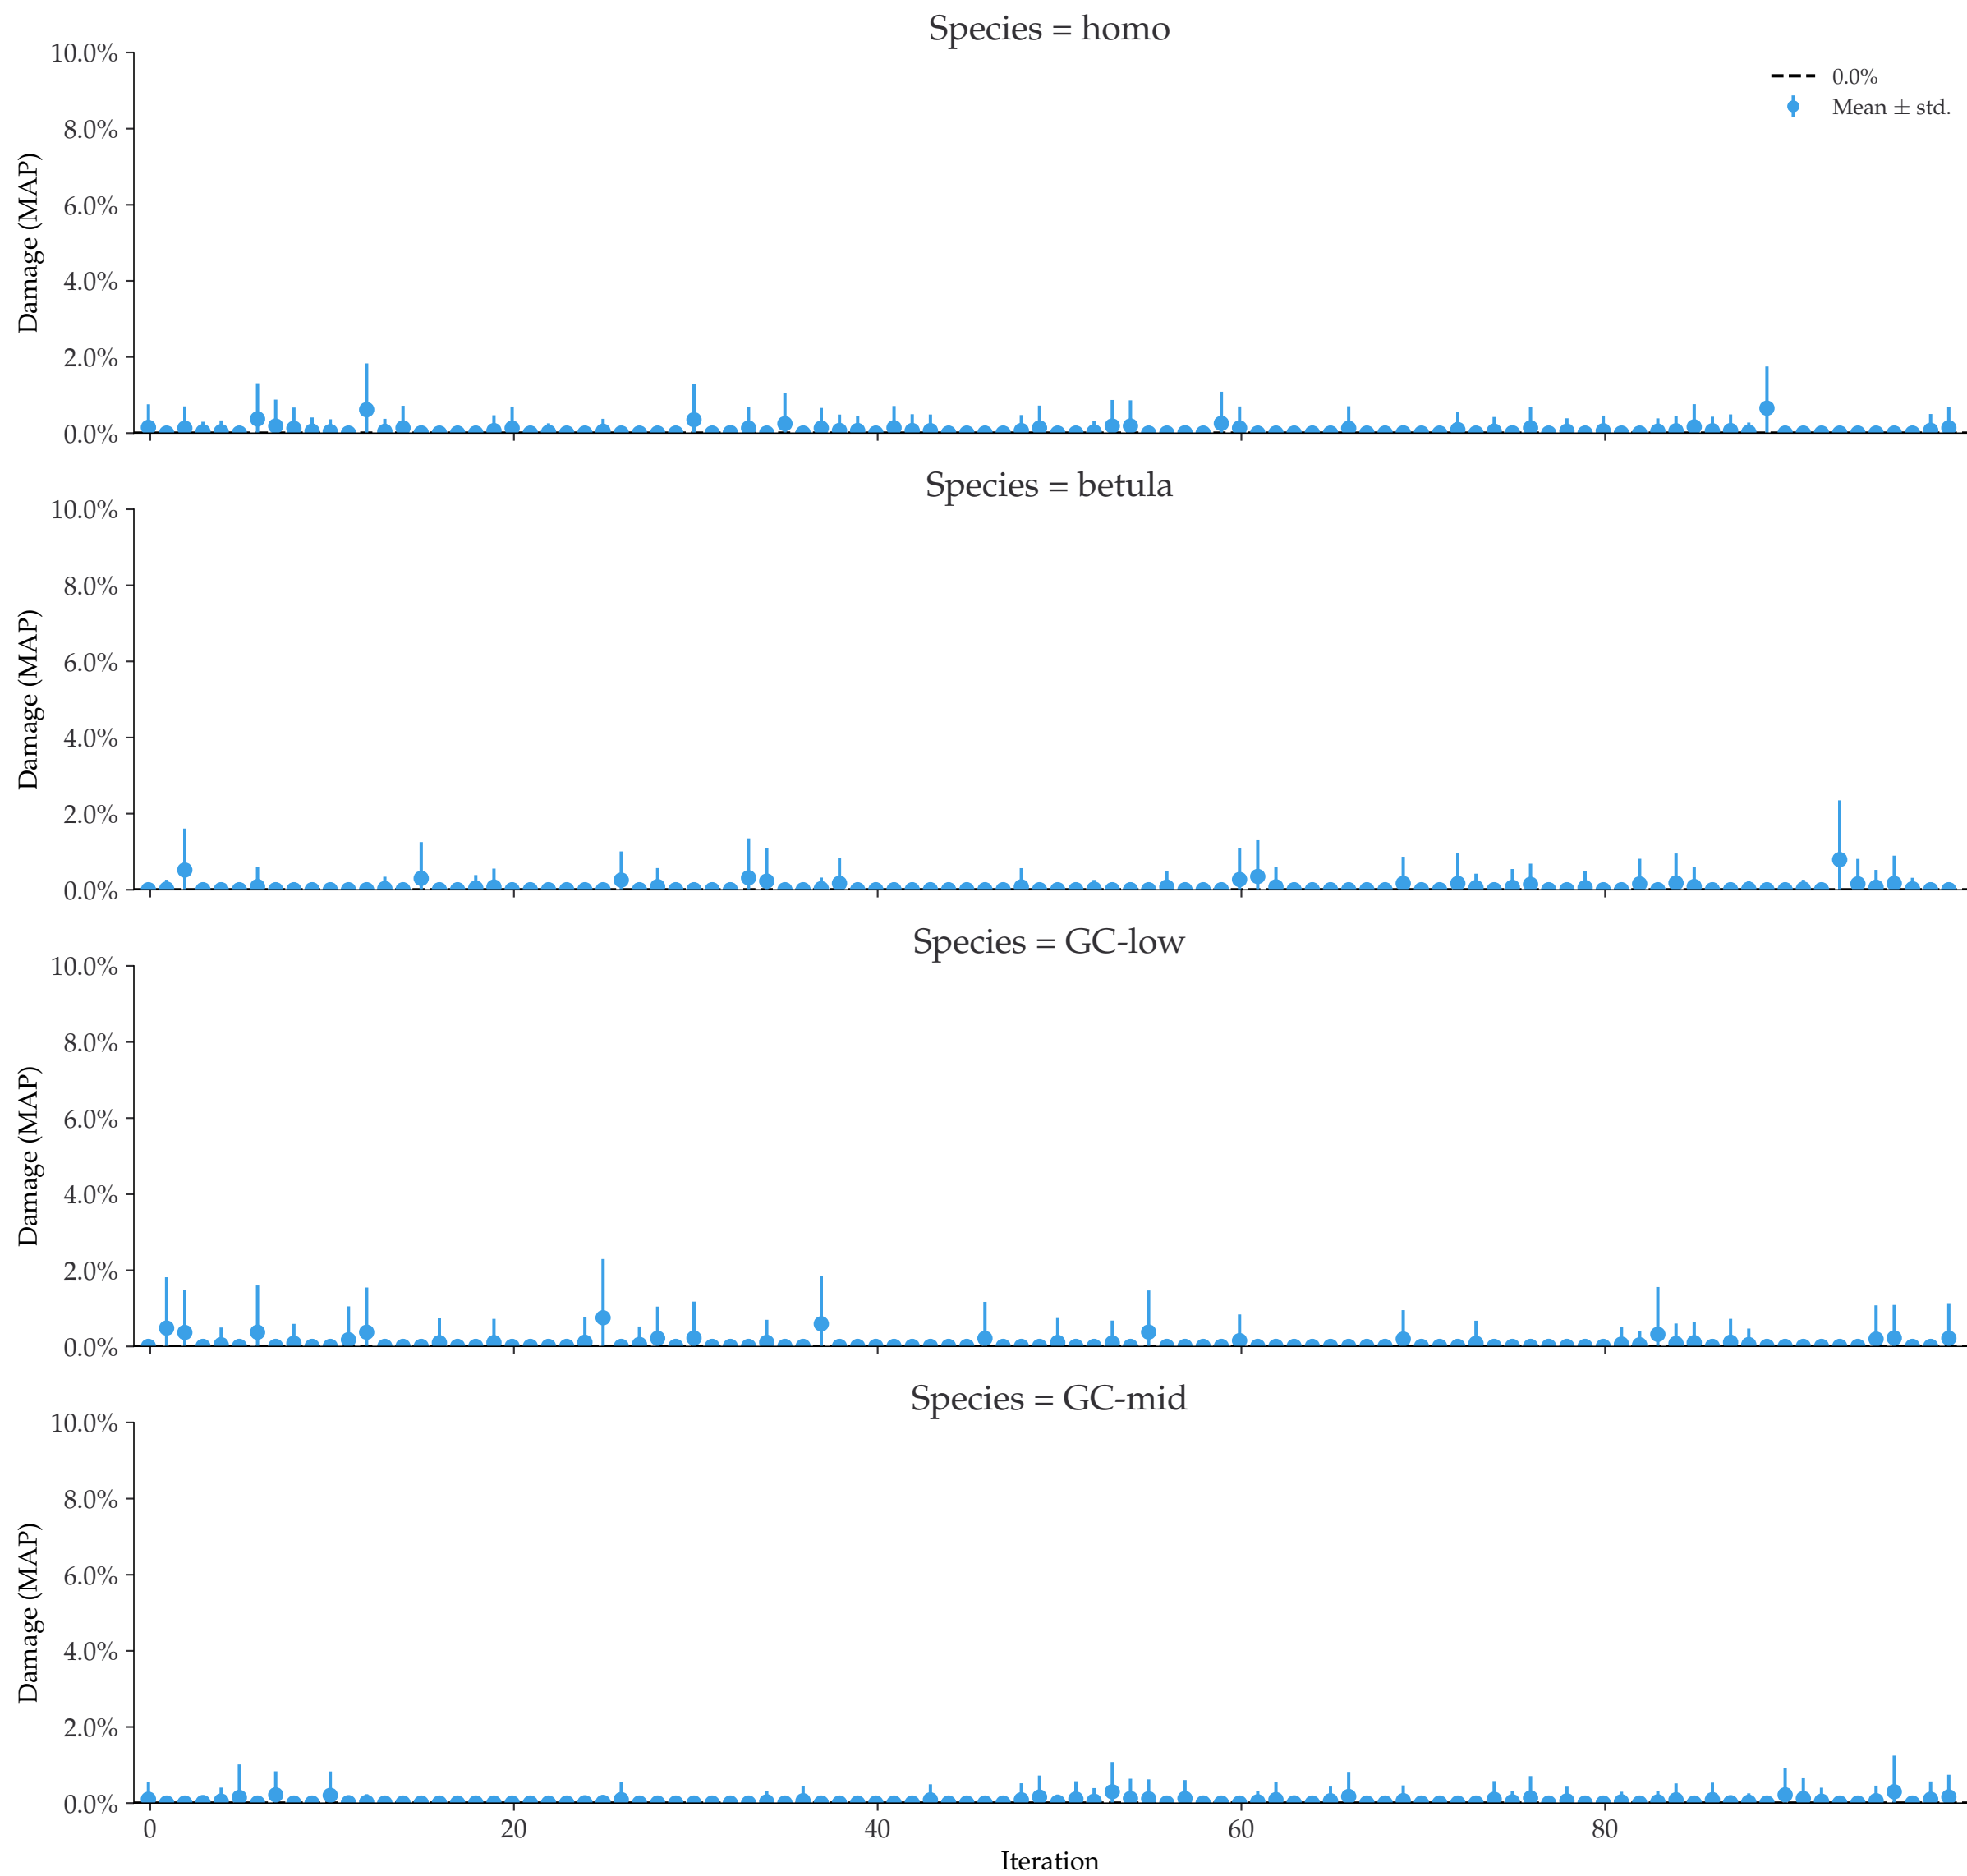 Species = homo
10.0%
8.0%
6.0%
4.0%
2.0%
0.0%
Damage (MAP)
0.0%
Mean ± std.
Species = betula
10.0%
8.0%
6.0%
4.0%
2.0%
0.0%
Damage (MAP)
Species = GC-low
10.0%
8.0%
6.0%
4.0%
2.0%
0.0%
Damage (MAP)
Species = GC-mid
10.0%
8.0%
6.0%
4.0%
2.0%
0.0%
Damage (MAP)
0 20 40 60 80
Iteration